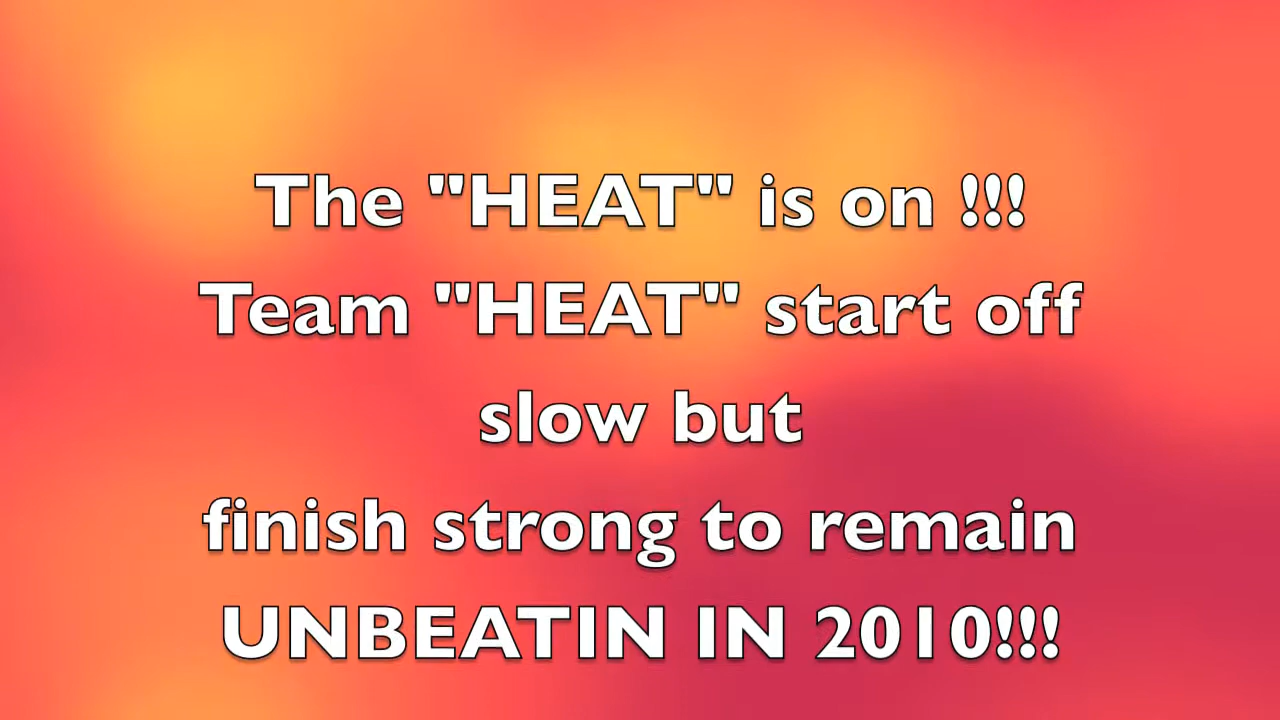 The "HEAT" is on !!!
Team "HEAT" start off
slow but
finish strong to remain
UNBEATIN IN 2010!!!